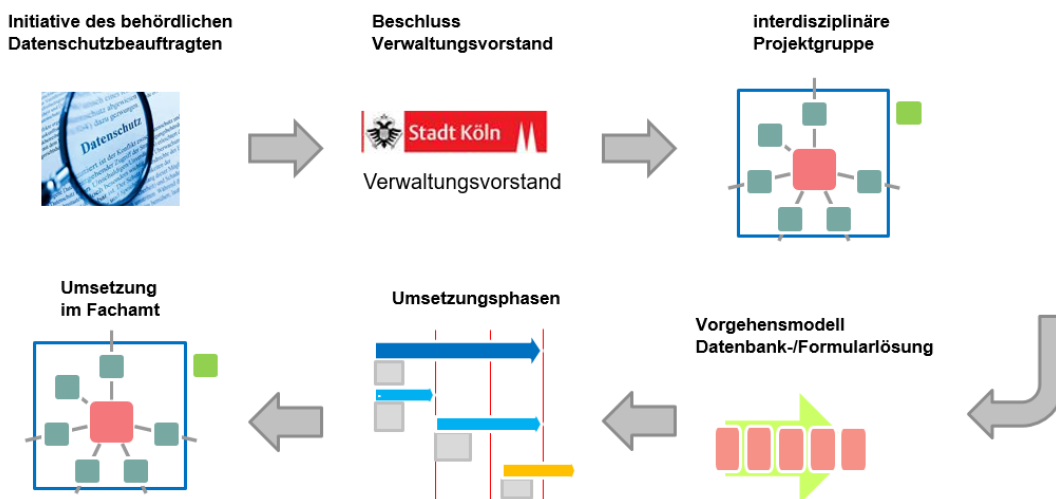 Initiative des behördlichen
Datenschutzbeauftragten
Beschluss
Verwaltungsvorstand
interdisziplinäre
Projektgruppe
Datenschutz
Stadt Köln
Verwaltungsvorstand
Umsetzung
im Fachamt
Umsetzungsphasen
Vorgehensmodell
Datenbank-/Formularlösung